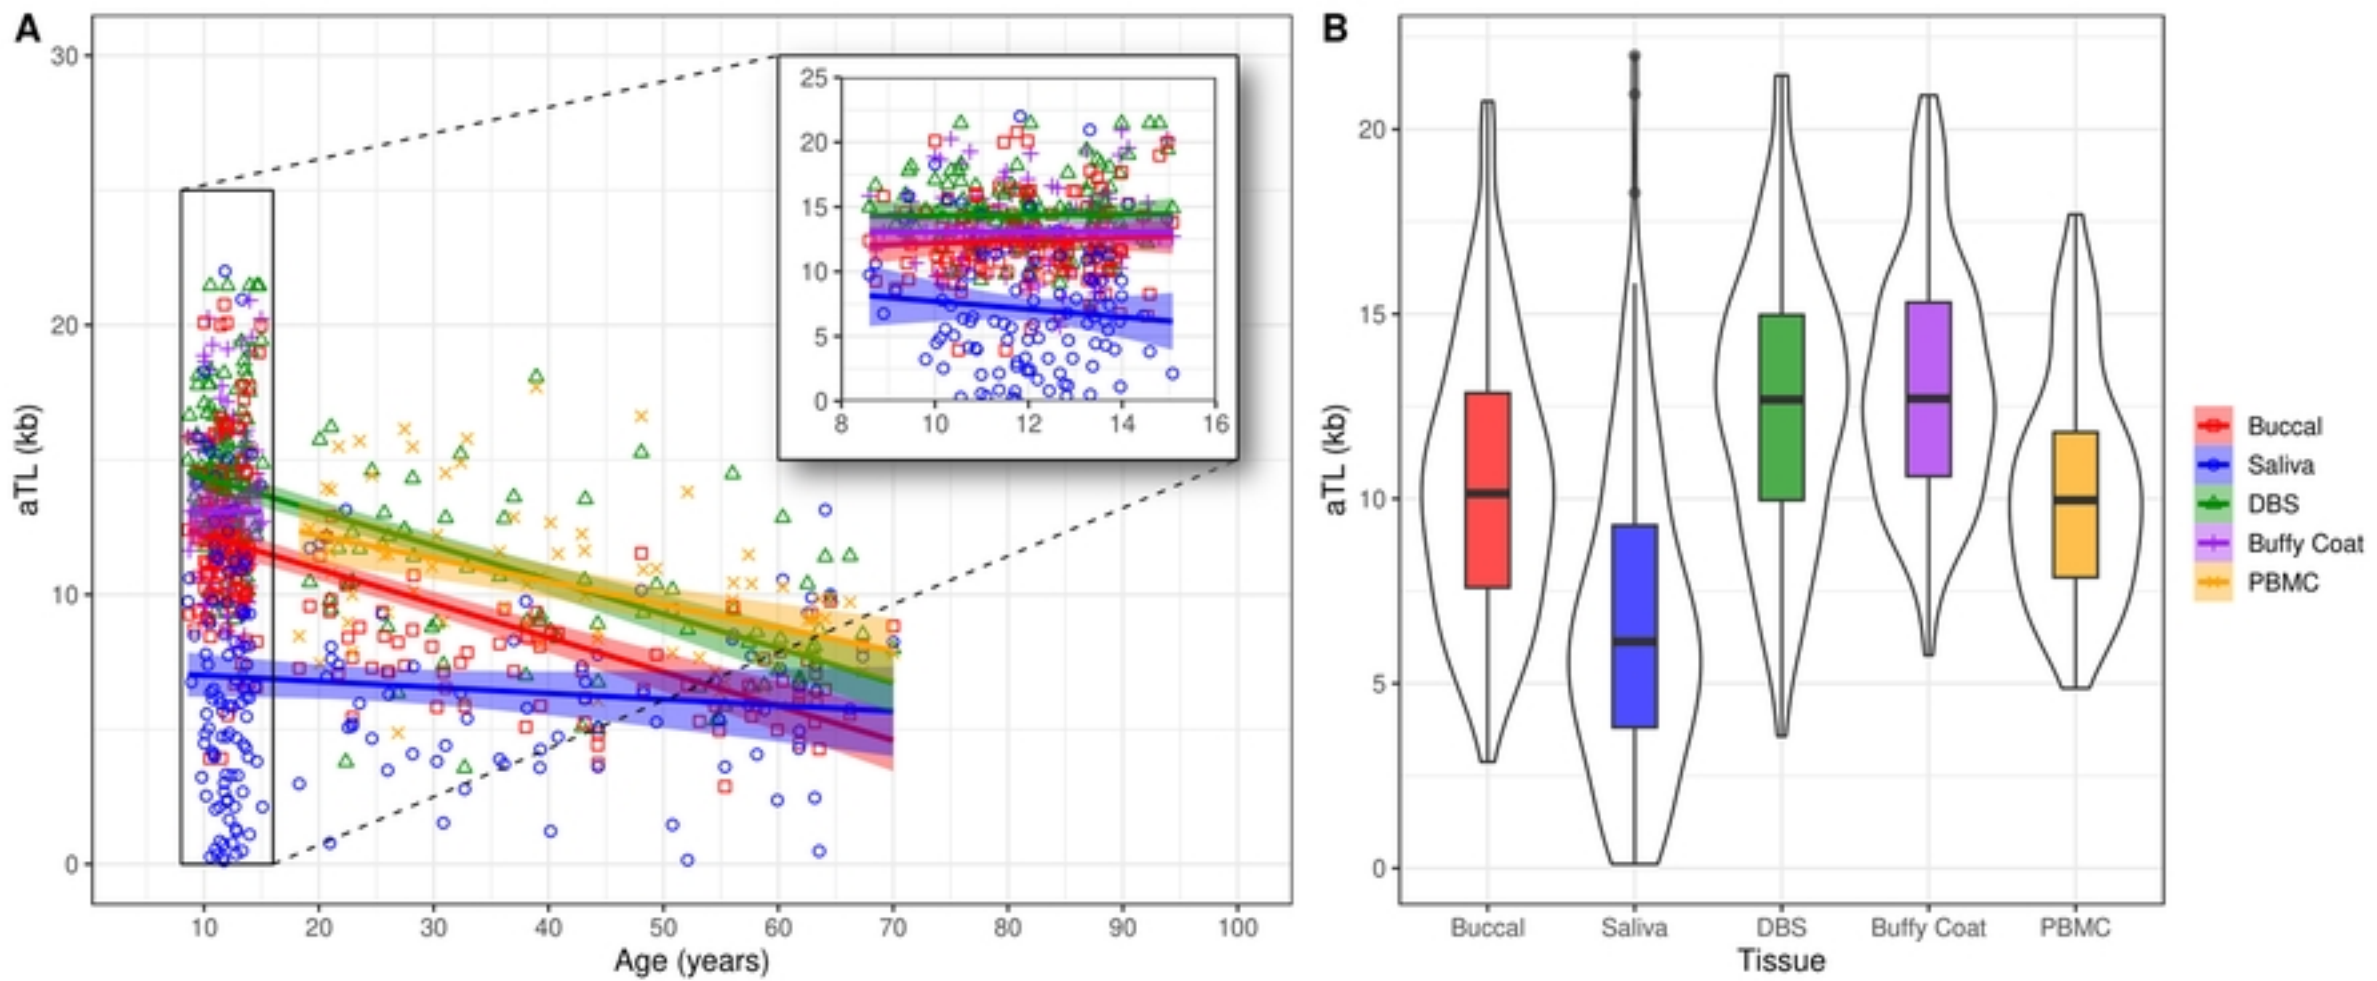 A
B
30
20
10
0
aTL (kb)
10 20 30 40 50 60 70 80 90 100
Age (years)
25
20
15
10
5
0
8 10 12 14 16
20
15
10
5
0
aTL (kb)
Buccal Saliva DBS Buffy Coat PBMC
Tissue
Buccal
Saliva
DBS
Buffy Coat
PBMC